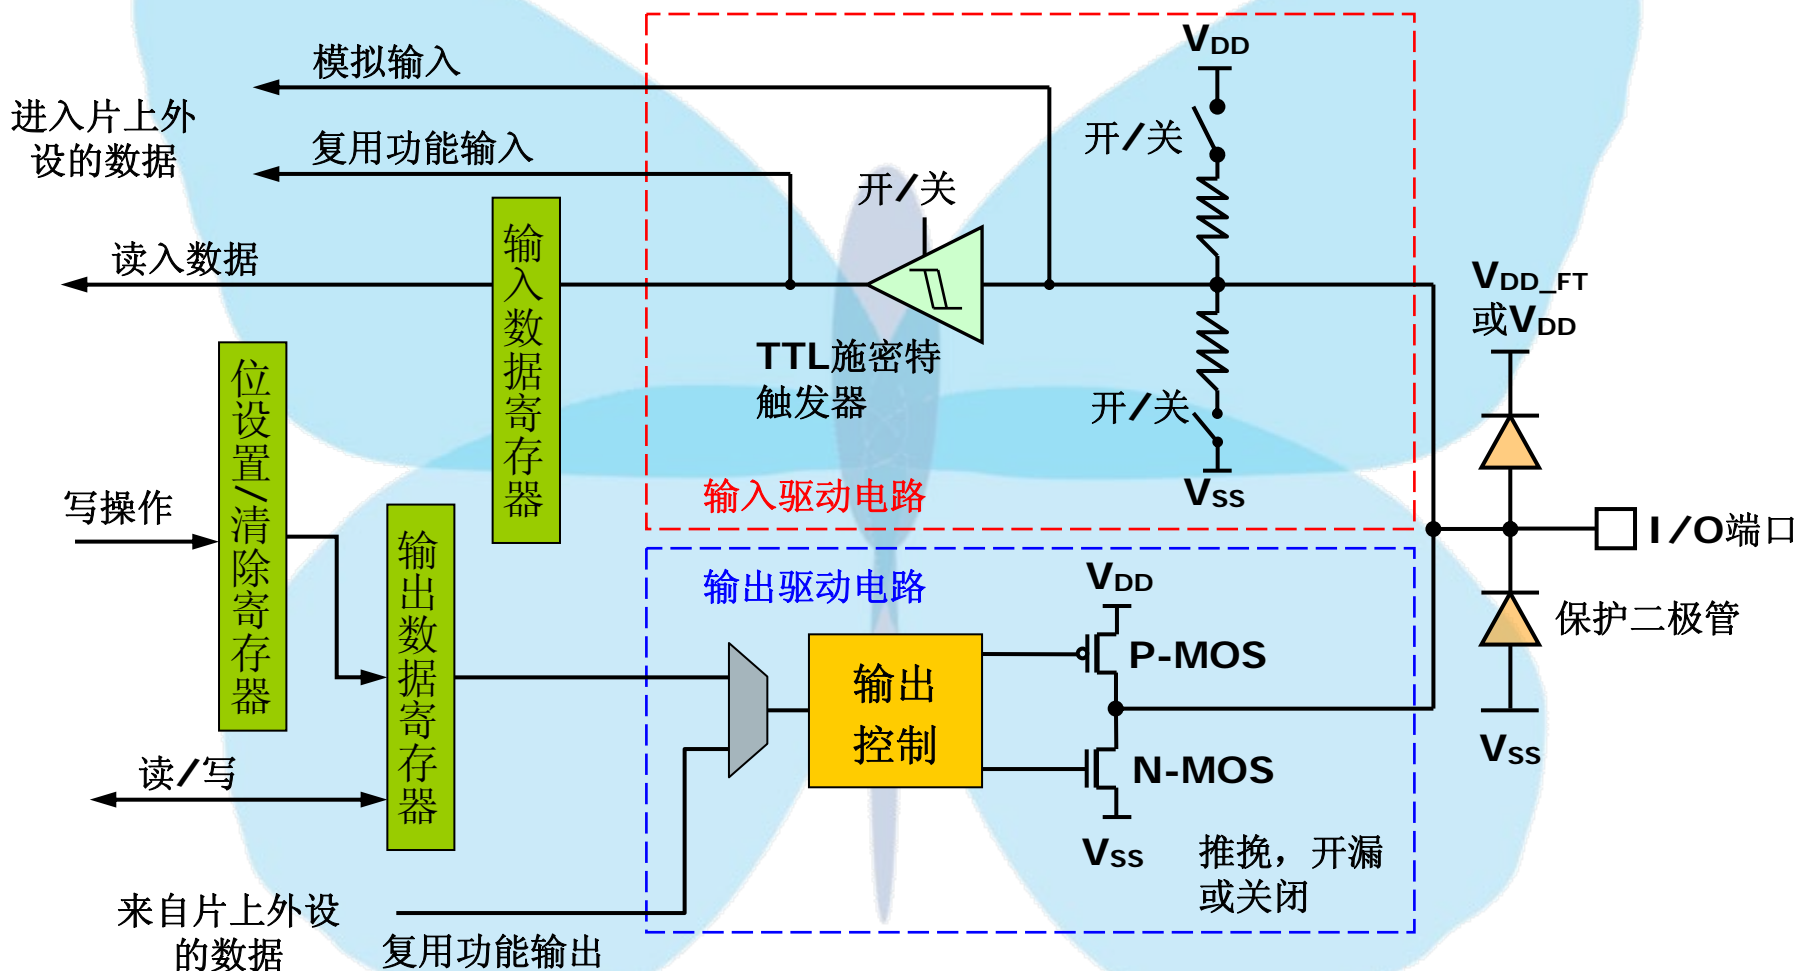 模拟输入
进入片上外
设的数据
复用功能输入
读入数据
输入数据寄存器
开/关
TTL施密特
触发器
VDD
开/关
开/关
VSS
输入驱动电路
VDD_FT
或VDD
I/O端口
保护二极管
VSS
位设置/清除寄存器
写操作
输出数据寄存器
读/写
来自片上外设
的数据
复用功能输出
输出驱动电路
输出
控制
VDD
P-MOS
N-MOS
VSS
推挽，开漏
或关闭